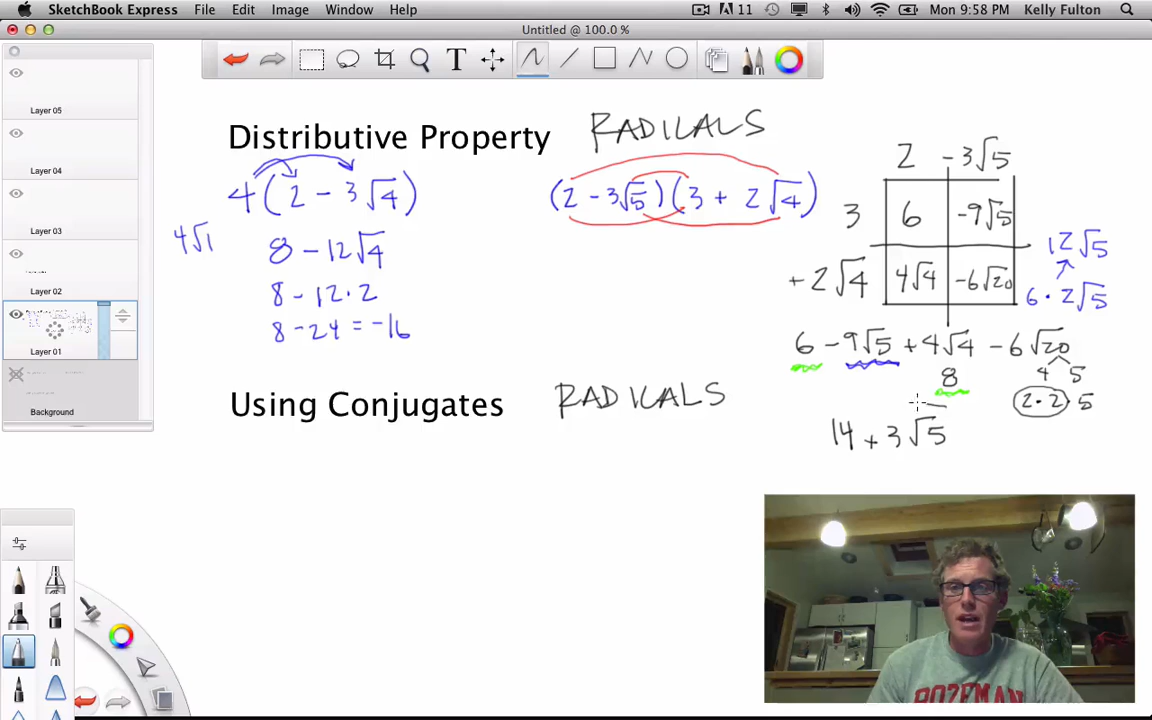 SketchBook Express File Edit Image Window Help
11 Mon 9:58 PM Kelly Fulton
Untitled @ 100.0 %
Layer 05
Layer 04
Layer 03
Layer 02
Layer 01
Background
T
Distributive Property RADICALS
4(2 - 3√4)
4√1
8 - 12√4
8 - 12 · 2
8 - 24 = -16
(2 - 3√5)(3 + 2√4)
2 - 3√5
3 6 -9√5
+ 2√4 4√4 -6√20
12√5
6 · 2√5
6 - 9√5 + 4√4 - 6√20
8 4 5
2 · 2 · 5
14 + 3√5
Using Conjugates RADICALS
BOZEMAN